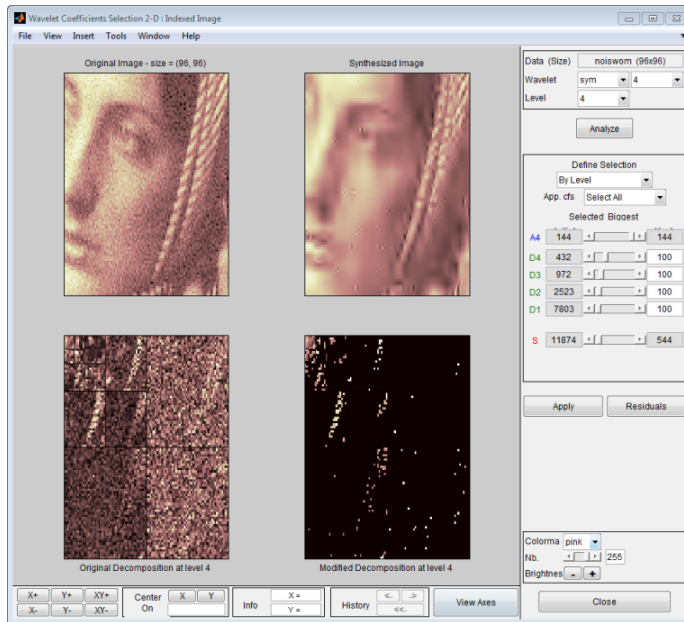 Wavelet Coefficients Selection 2-D : Indexed Image
File View Insert Tools Window Help
Original Image - size = (96, 96)
Synthesized Image
Original Decomposition at level 4
Modified Decomposition at level 4
Data (Size) noiswom (96x96)
Wavelet sym 4
Level 4
Analyze
Define Selection
By Level
App. cfs Select All
Selected Biggest
A4 144 144
D4 432 100
D3 972 100
D2 2523 100
D1 7803 100
S 11874 544
Apply Residuals
Colorma pink
Nb. 255
Brightnes - +
Close
X+ Y+ XY+
X- Y- XY-
Center On X Y
Info X = Y =
History <- -> <<-
View Axes